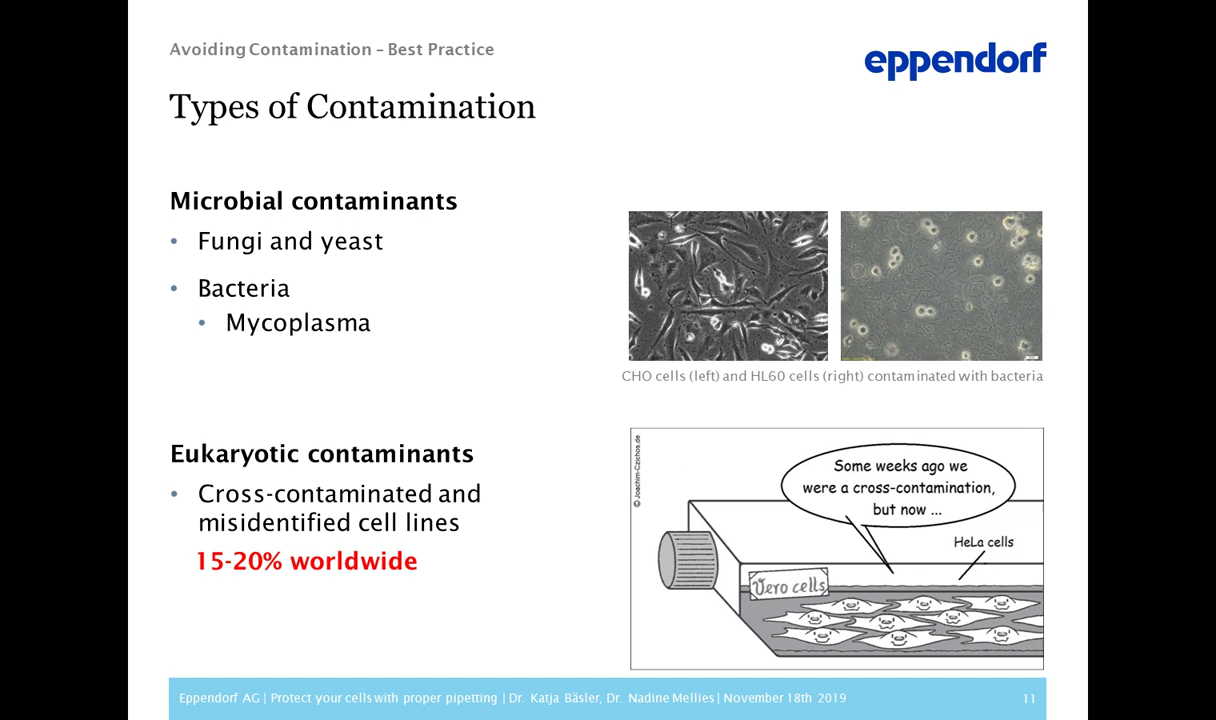 Avoiding Contamination – Best Practice
eppendorf
Types of Contamination
Microbial contaminants
• Fungi and yeast
• Bacteria
• Mycoplasma
CHO cells (left) and HL60 cells (right) contaminated with bacteria
Eukaryotic contaminants
• Cross-contaminated and
misidentified cell lines
15-20% worldwide
© Joachim-Czichos.de
Some weeks ago we
were a cross-contamination,
but now ...
HeLa cells
Vero cells
Eppendorf AG | Protect your cells with proper pipetting | Dr. Katja Bäsler, Dr. Nadine Mellies | November 18th 2019
11